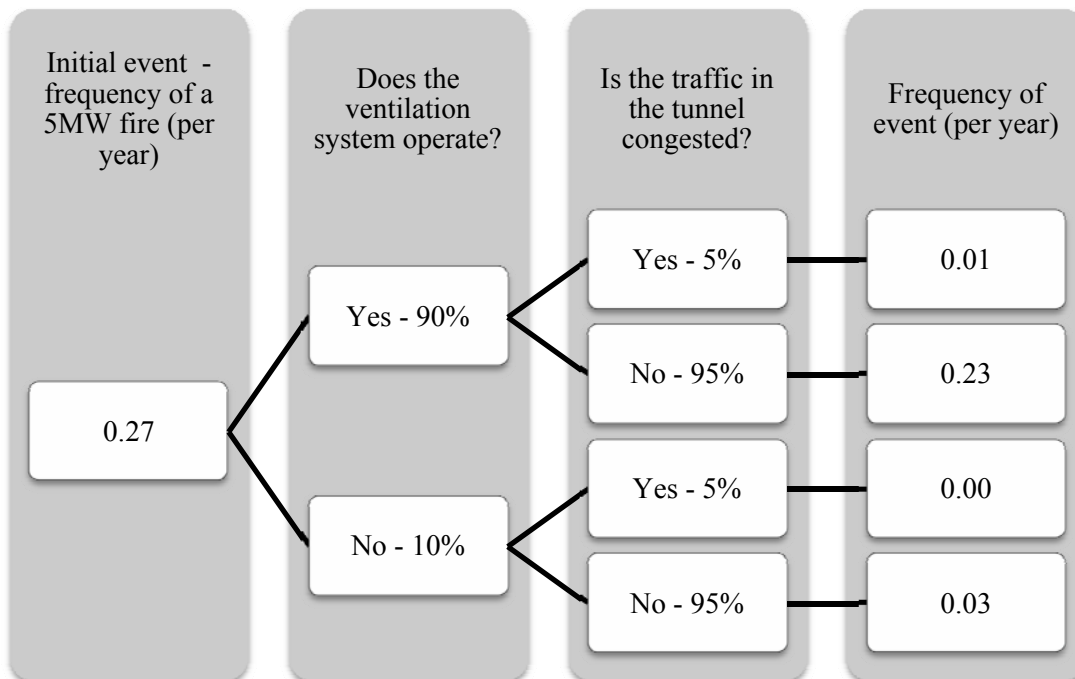 Initial event  -
frequency of a
5MW fire (per
year)
Does the
ventilation
system operate?
Is the traffic in
the tunnel
congested?
Frequency of
event (per year)
0.27
Yes - 90%
No - 10%
Yes - 5%
No - 95%
Yes - 5%
No - 95%
0.01
0.23
0.00
0.03